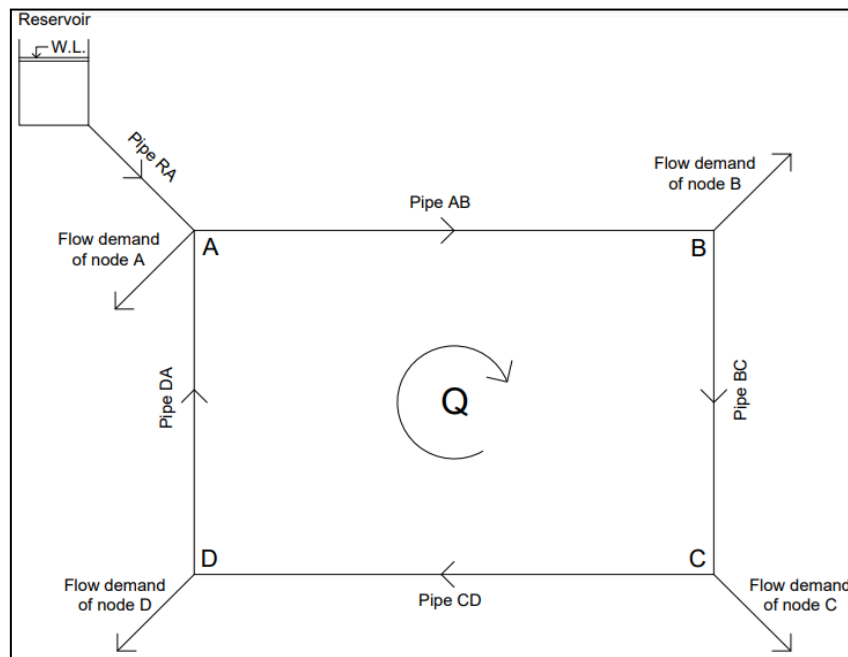 Reservoir
W.L.
Pipe RA
Flow demand
of node B
Pipe AB
Flow demand
of node A
A
B
Pipe DA
Q
Pipe BC
D
C
Flow demand
of node D
Pipe CD
Flow demand
of node C